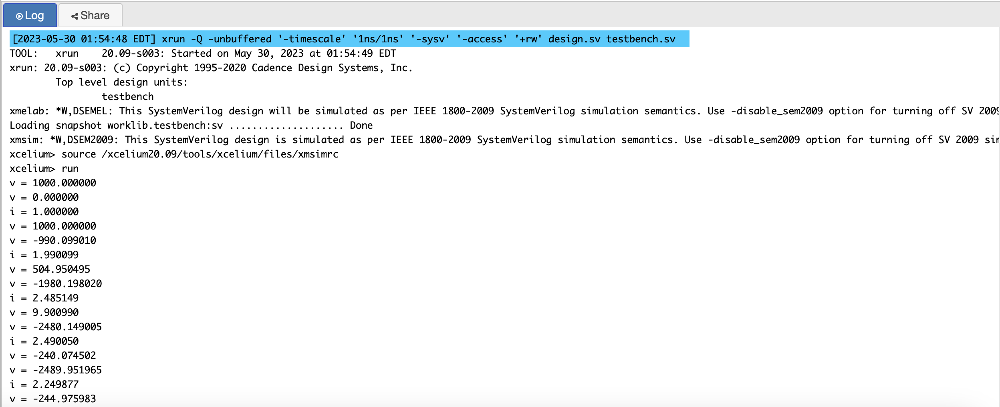 Log Share
[2023-05-30 01:54:48 EDT] xrun -Q -unbuffered '-timescale' '1ns/1ns' '-sysv' '-access' '+rw' design.sv testbench.sv
TOOL:   xrun    20.09-s003: Started on May 30, 2023 at 01:54:49 EDT
xrun: 20.09-s003: (c) Copyright 1995-2020 Cadence Design Systems, Inc.
        Top level design units:
                testbench
xmelab: *W,DSEMEL: This SystemVerilog design will be simulated as per IEEE 1800-2009 SystemVerilog simulation semantics. Use -disable_sem2009 option for turning off SV 2009
Loading snapshot worklib.testbench:sv .................... Done
xmsim: *W,DSEM2009: This SystemVerilog design is simulated as per IEEE 1800-2009 SystemVerilog simulation semantics. Use -disable_sem2009 option for turning off SV 2009
xcelium> source /xcelium20.09/tools/xcelium/files/xmsimrc
xcelium> run
v = 1000.000000
v = 0.000000
i = 1.000000
v = 1000.000000
v = -990.099010
i = 1.990099
v = 504.950495
v = -1980.198020
i = 2.485149
v = 9.900990
v = -2480.149005
i = 2.490050
v = -240.074502
v = -2489.951965
i = 2.249877
v = -244.975983